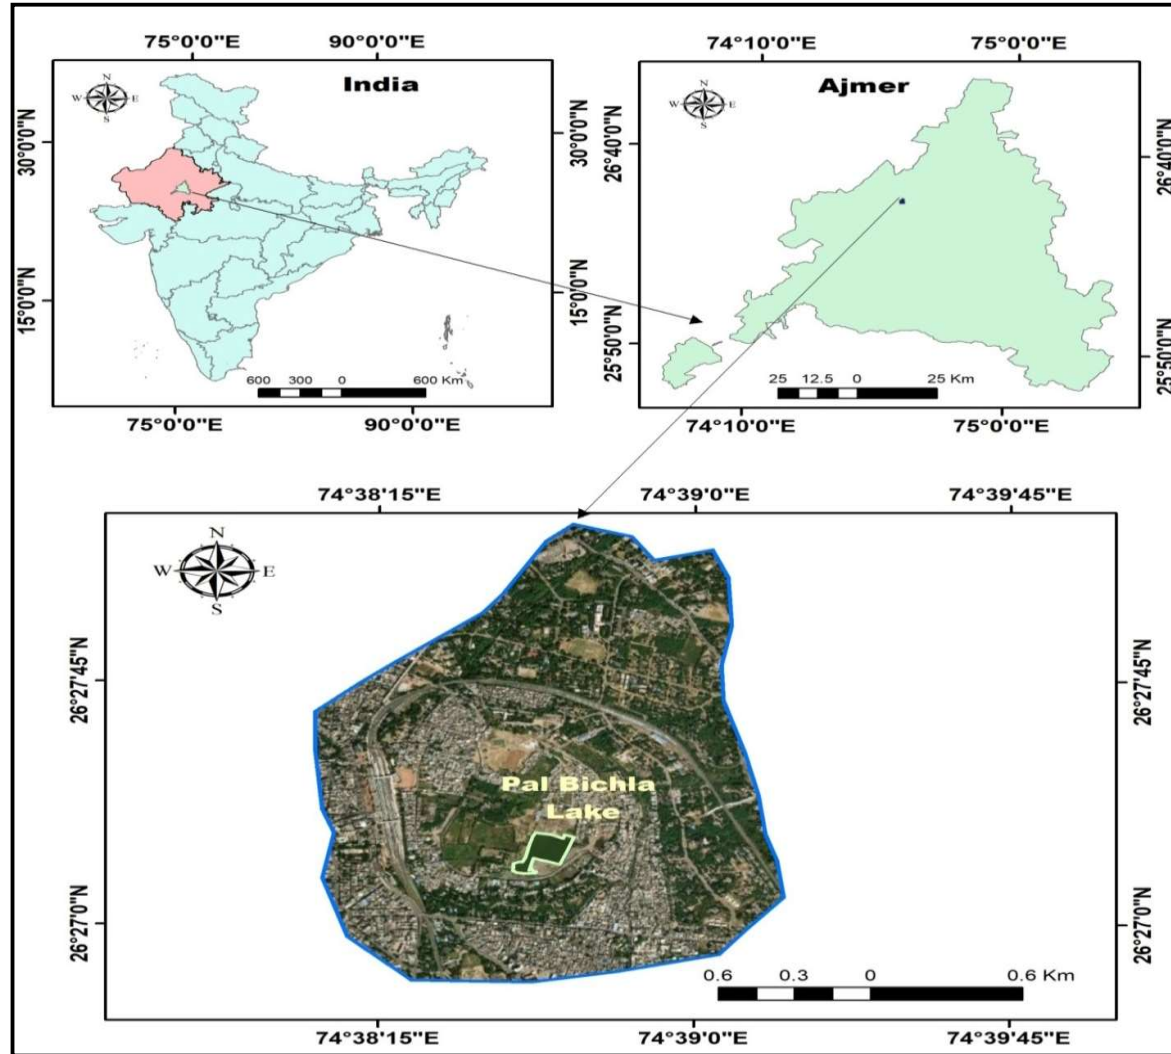 75°0'0"E 90°0'0"E
N
W E
S
India
30°0'0"N
30°0'0"N
15°0'0"N
15°0'0"N
600 300 0 600 Km
75°0'0"E 90°0'0"E
74°10'0"E 75°0'0"E
N
W E
S
Ajmer
26°40'0"N
26°40'0"N
25°50'0"N
25°50'0"N
25 12.5 0 25 Km
74°10'0"E 75°0'0"E
74°38'15"E 74°39'0"E 74°39'45"E
N
W E
S
26°27'45"N
26°27'45"N
Pal Bichla
Lake
26°27'0"N
26°27'0"N
0.6 0.3 0 0.6 Km
74°38'15"E 74°39'0"E 74°39'45"E